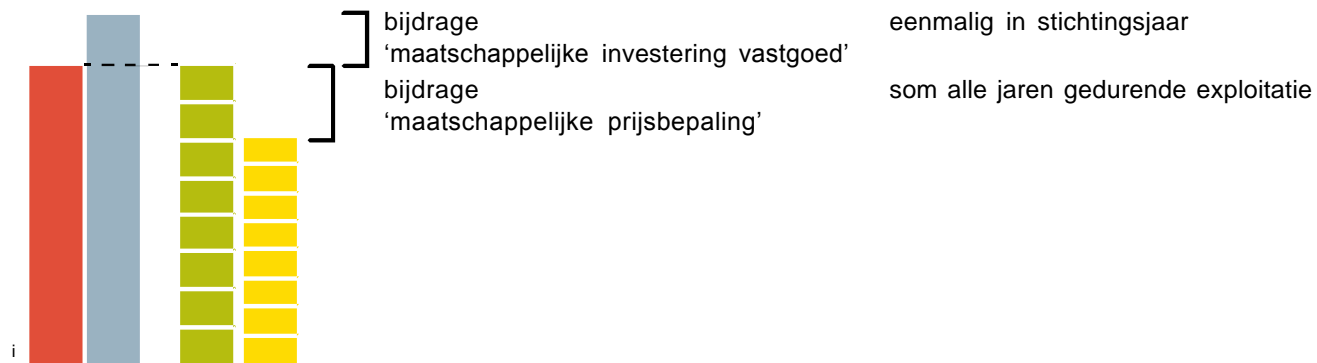 bijdrage eenmalig in stichtingsjaar
‘maatschappelijke investering vastgoed’
bijdrage som alle jaren gedurende exploitatie
‘maatschappelijke prijsbepaling’
i